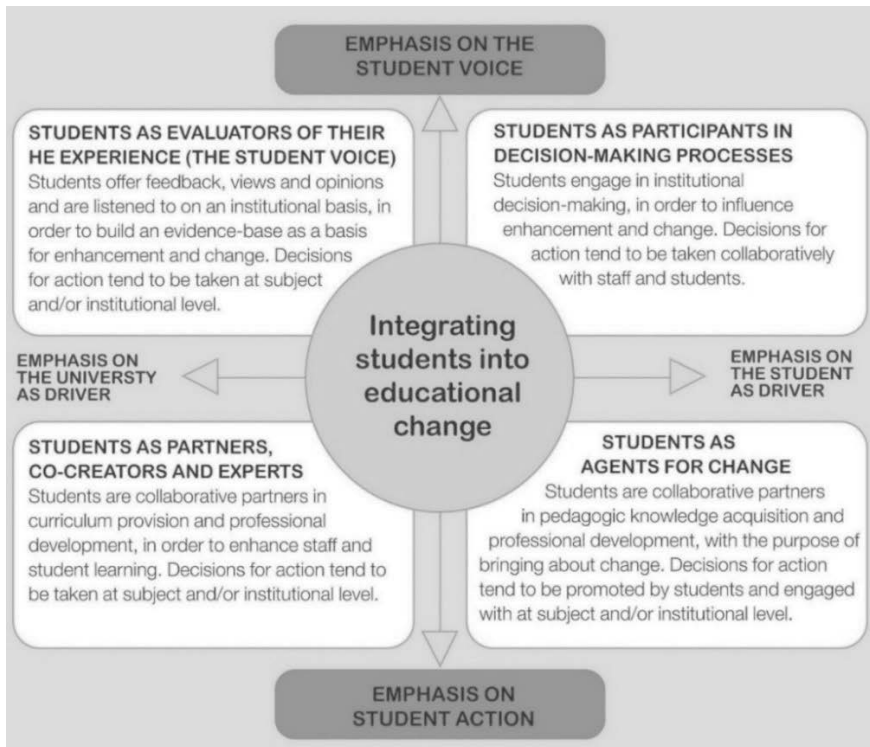 EMPHASIS ON THE
STUDENT VOICE
STUDENTS AS EVALUATORS OF THEIR
HE EXPERIENCE (THE STUDENT VOICE)
Students offer feedback, views and opinions
and are listened to on an institutional basis, in
order to build an evidence-base as a basis
for enhancement and change. Decisions
for action tend to be taken at subject
and/or institutional level.
STUDENTS AS PARTICIPANTS IN
DECISION-MAKING PROCESSES
Students engage in institutional
decision-making, in order to influence
enhancement and change. Decisions for
action tend to be taken collaboratively
with staff and students.
EMPHASIS ON
THE UNIVERSTY
AS DRIVER
Integrating
students into
educational
change
EMPHASIS ON
THE STUDENT
AS DRIVER
STUDENTS AS PARTNERS,
CO-CREATORS AND EXPERTS
Students are collaborative partners in
curriculum provision and professional
development, in order to enhance staff and
student learning. Decisions for action tend to
be taken at subject and/or institutional level.
STUDENTS AS
AGENTS FOR CHANGE
Students are collaborative partners
in pedagogic knowledge acquisition and
professional development, with the purpose of
bringing about change. Decisions for action
tend to be promoted by students and engaged
with at subject and/or institutional level.
EMPHASIS ON
STUDENT ACTION